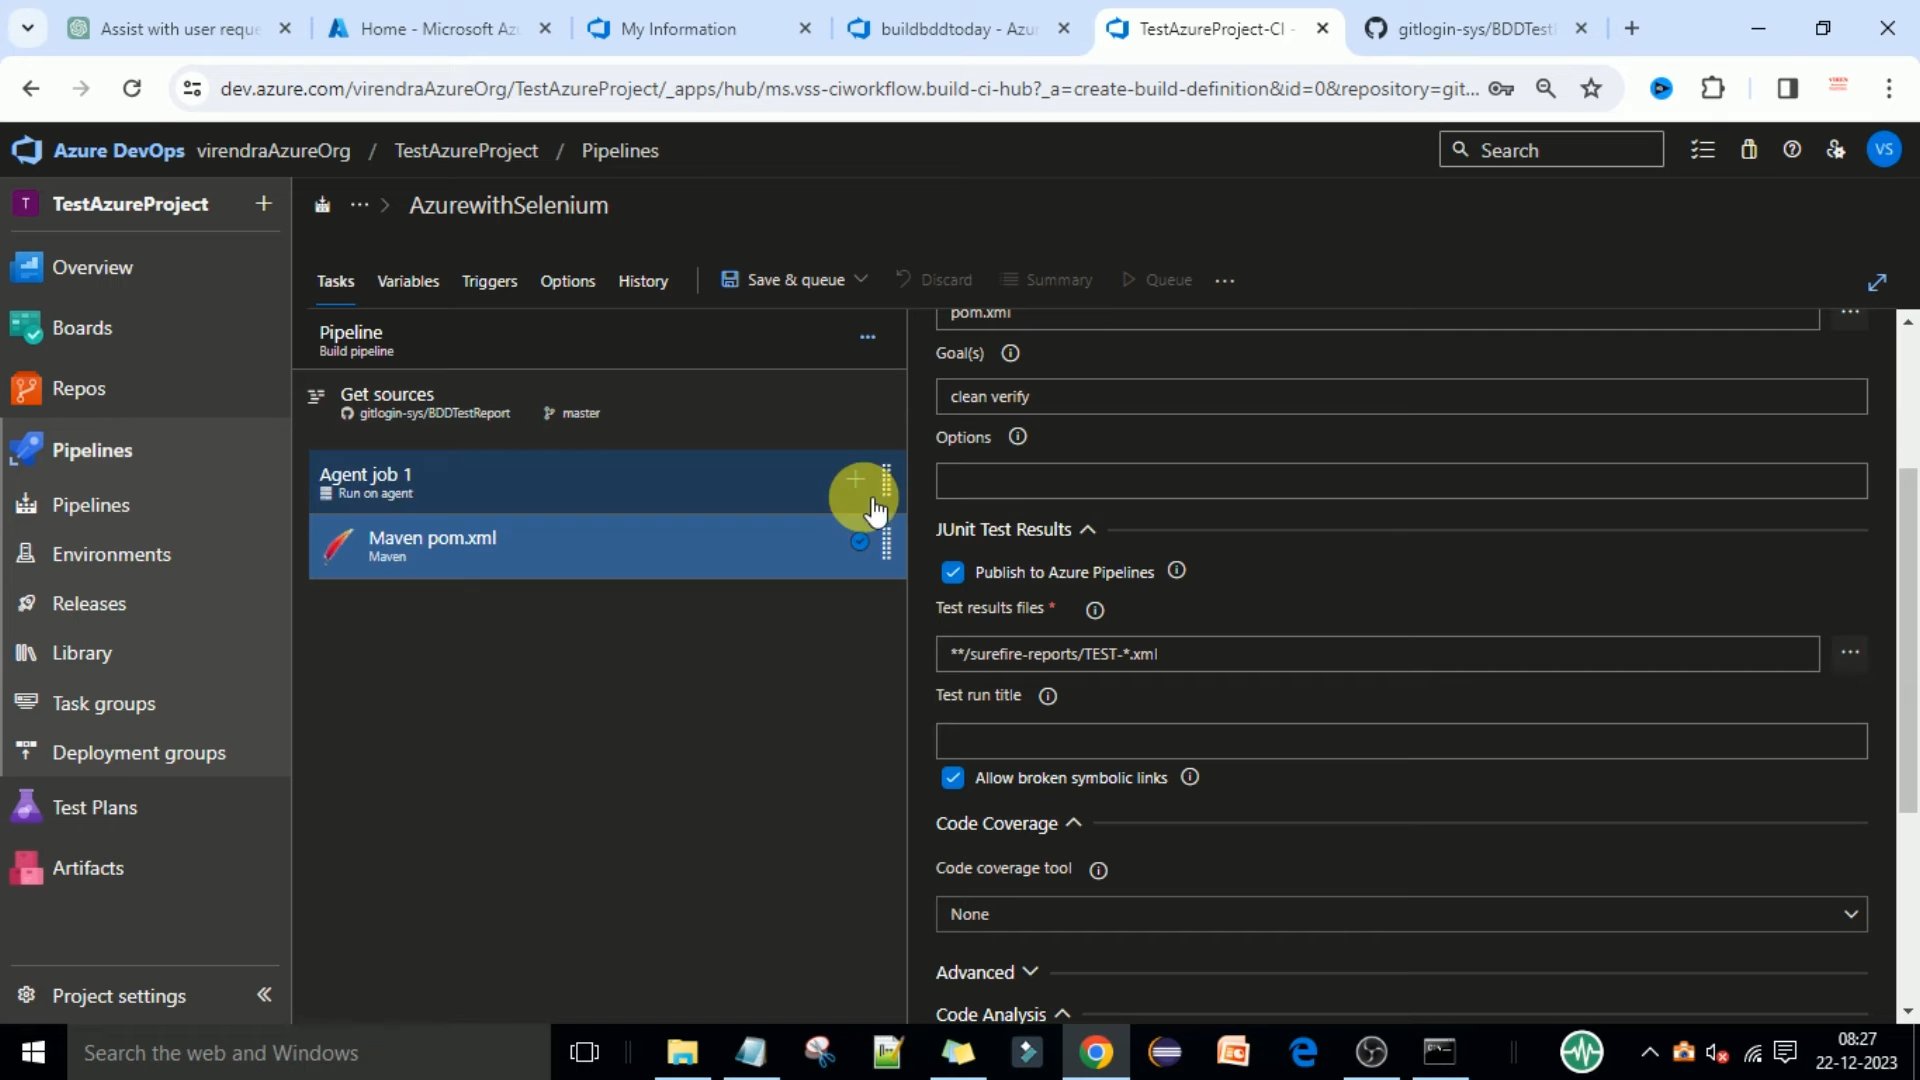 Assist with user reque
Home - Microsoft Az
My Information
buildbddtoday - Azur
TestAzureProject-CI -
gitlogin-sys/BDDTestR
dev.azure.com/virendraAzureOrg/TestAzureProject/_apps/hub/ms.vss-ciworkflow.build-ci-hub?_a=create-build-definition&id=0&repository=git...
Azure DevOps virendraAzureOrg / TestAzureProject / Pipelines
Search
VS
T TestAzureProject
Overview
Boards
Repos
Pipelines
Pipelines
Environments
Releases
Library
Task groups
Deployment groups
Test Plans
Artifacts
Project settings
... > AzurewithSelenium
Tasks Variables Triggers Options History Save & queue Discard Summary Queue ...
Pipeline
Build pipeline
Get sources
gitlogin-sys/BDDTestReport master
Agent job 1
Run on agent
Maven pom.xml
Maven
pom.xml
Goal(s)
clean verify
Options
JUnit Test Results
Publish to Azure Pipelines
Test results files *
**/surefire-reports/TEST-*.xml
Test run title
Allow broken symbolic links
Code Coverage
Code coverage tool
None
Advanced
Code Analysis
Search the web and Windows
08:27
22-12-2023